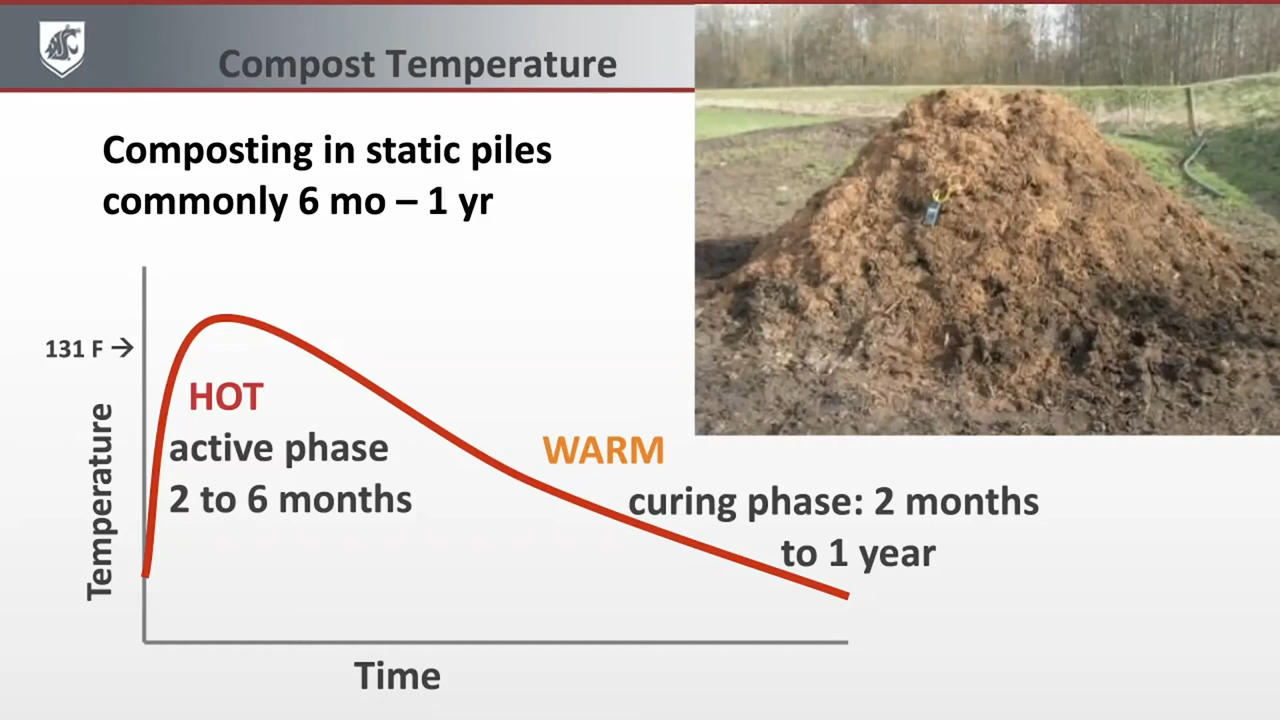 Compost Temperature
Composting in static piles
commonly 6 mo – 1 yr
131 F →
HOT
active phase
2 to 6 months
WARM
curing phase: 2 months
to 1 year
Temperature
Time